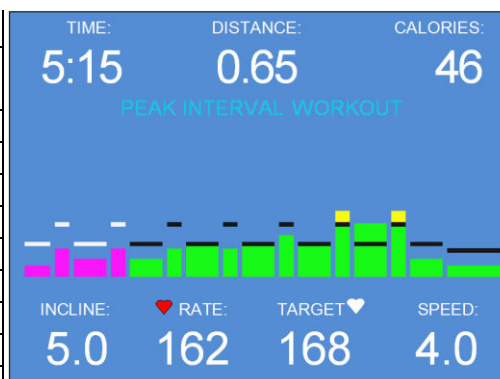 TIME: DISTANCE: CALORIES:
5:15 0.65 46
PEAK INTERVAL WORKOUT
INCLINE: RATE: TARGET SPEED:
5.0 162 168 4.0